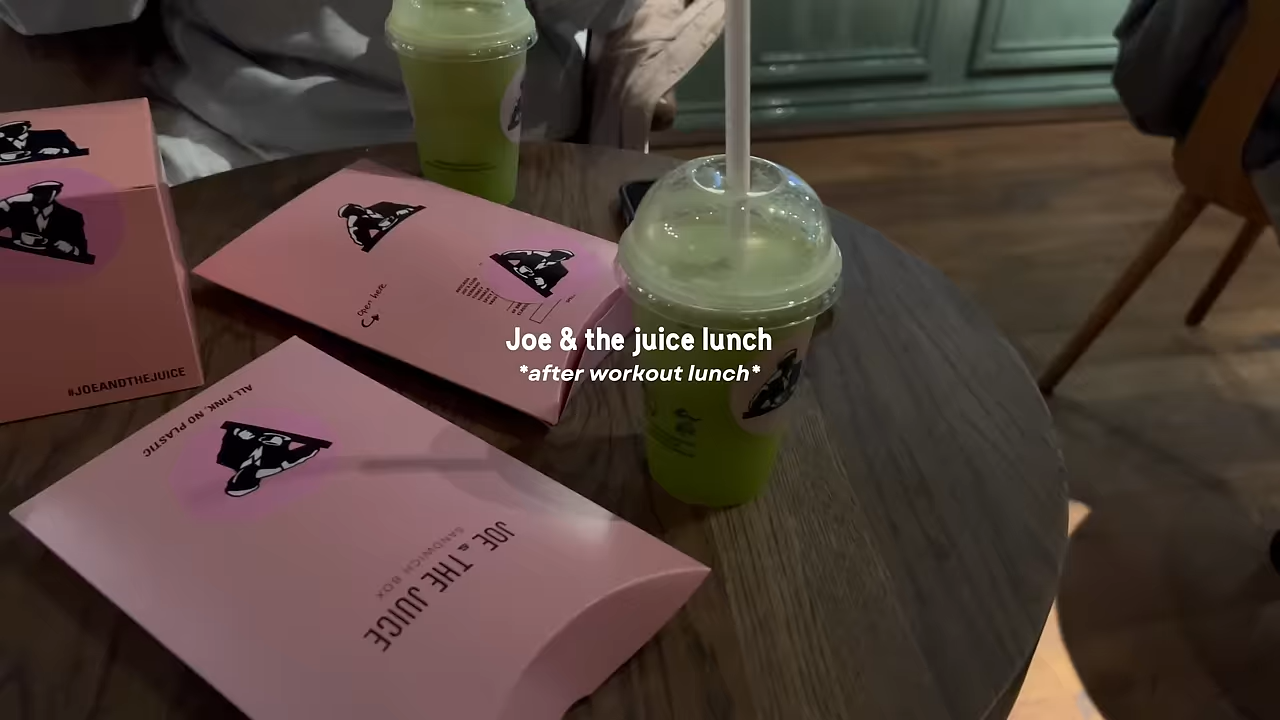 open here
Joe & the juice lunch
*after workout lunch*
#JOEANDTHEJUICE
ALL PINK, NO PLASTIC
JOE & THE JUICE
SANDWICH BOX